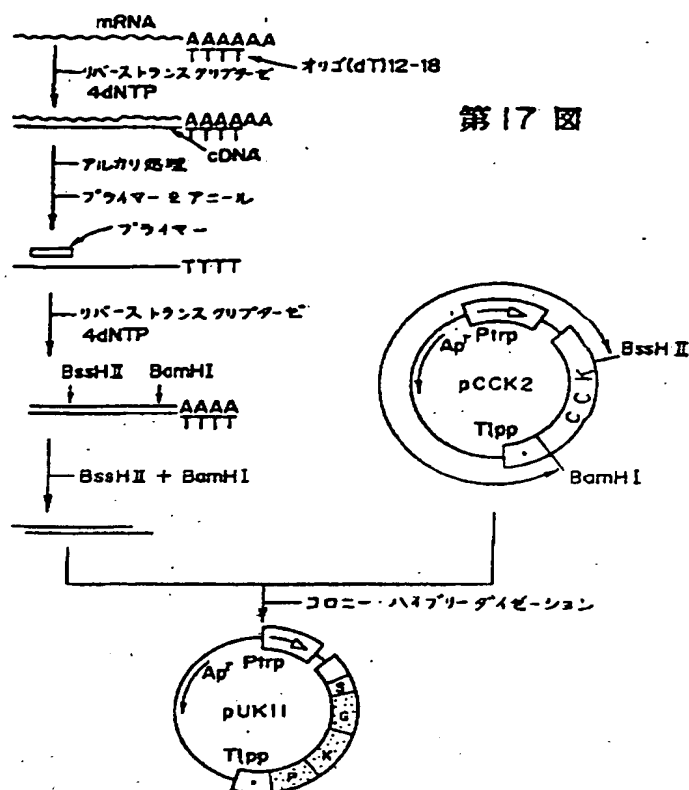 mRNA
AAAAAA
TTTT
オリゴ(dT)12-18
リバーストランスクリプターゼ
4dNTP
第17図
AAAAAA
TTTT
cDNA
アルカリ処理
プライマーをアニール
プライマー
TTTT
リバーストランスクリプターゼ
4dNTP
BssHⅡ
BamHI
AAAA
TTTT
BssHⅡ + BamHI
Ptrp
Apʳ
pCCK2
CCK
Tlpp
BssHⅡ
BamHI
コロニー・ハイブリーダイゼーション
Ptrp
Apʳ
pUK11
Tlpp
S
G
K
P